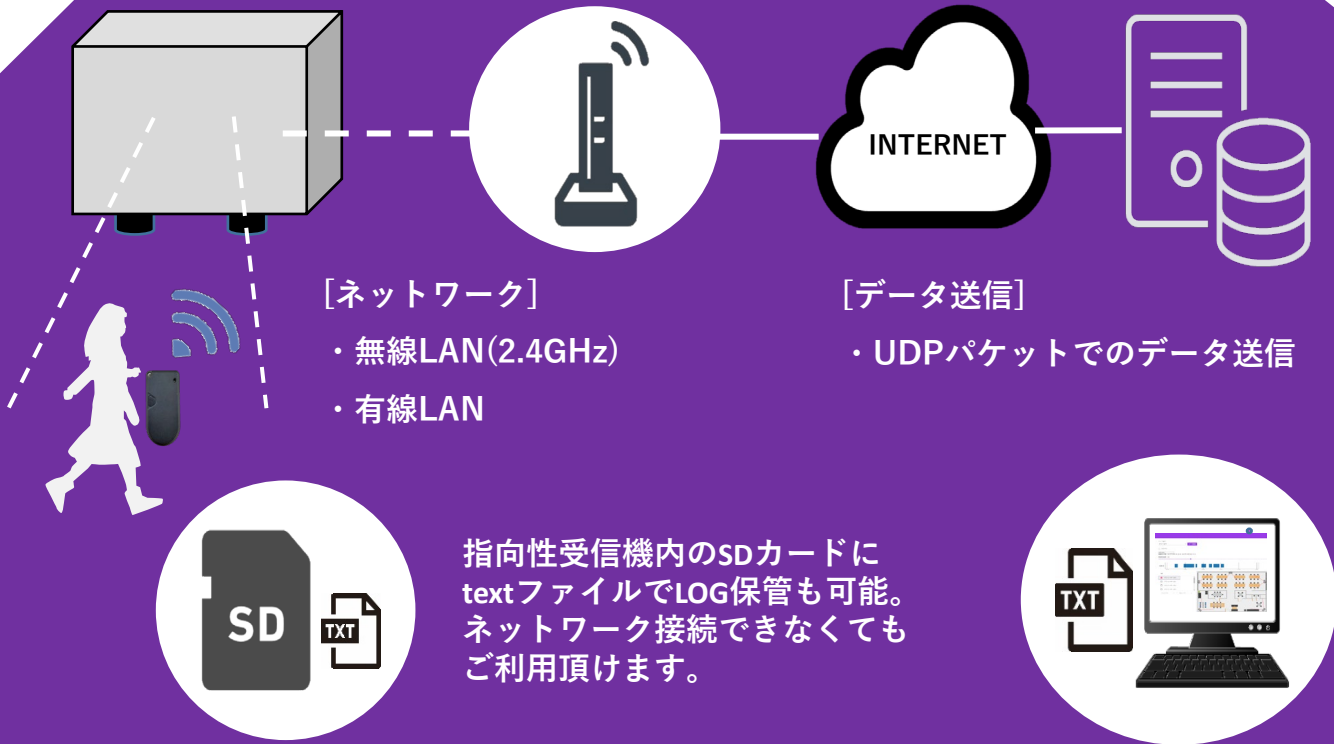 INTERNET
[ネットワーク]
・無線LAN(2.4GHz)
・有線LAN
[データ送信]
・UDPパケットでのデータ送信
SD
TXT
指向性受信機内のSDカードに
textファイルでLOG保管も可能。
ネットワーク接続できなくても
ご利用頂けます。
TXT